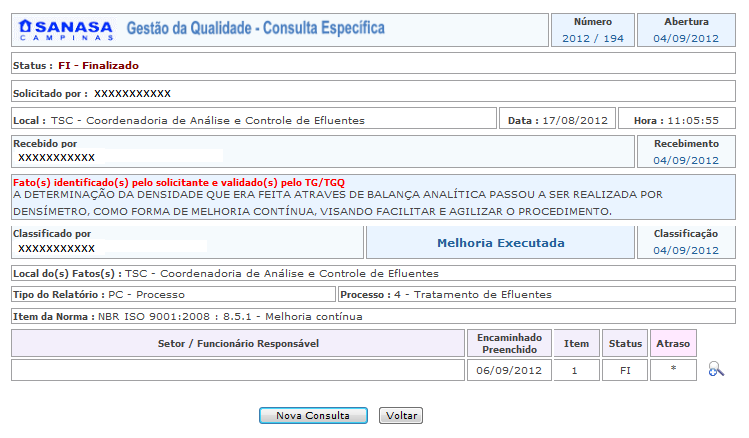 SANASA
CAMPINAS
Gestão da Qualidade - Consulta Específica
Número
2012 / 194
Abertura
04/09/2012
Status : FI - Finalizado
Solicitado por : XXXXXXXXXXX
Local : TSC - Coordenadoria de Análise e Controle de Efluentes
Data : 17/08/2012
Hora : 11:05:55
Recebido por
XXXXXXXXXXX
Recebimento
04/09/2012
Fato(s) identificado(s) pelo solicitante e validado(s) pelo TG/TGQ
A DETERMINAÇÃO DA DENSIDADE QUE ERA FEITA ATRAVES DE BALANÇA ANALÍTICA PASSOU A SER REALIZADA POR
DENSÍMETRO, COMO FORMA DE MELHORIA CONTÍNUA, VISANDO FACILITAR E AGILIZAR O PROCEDIMENTO.
Classificado por
XXXXXXXXXXX
Melhoria Executada
Classificação
04/09/2012
Local do(s) Fatos(s) : TSC - Coordenadoria de Análise e Controle de Efluentes
Tipo do Relatório : PC - Processo
Processo : 4 - Tratamento de Efluentes
Item da Norma : NBR ISO 9001:2008 : 8.5.1 - Melhoria contínua
Setor / Funcionário Responsável
Encaminhado
Preenchido
Item
Status
Atraso
06/09/2012
1
FI
*
Nova Consulta
Voltar